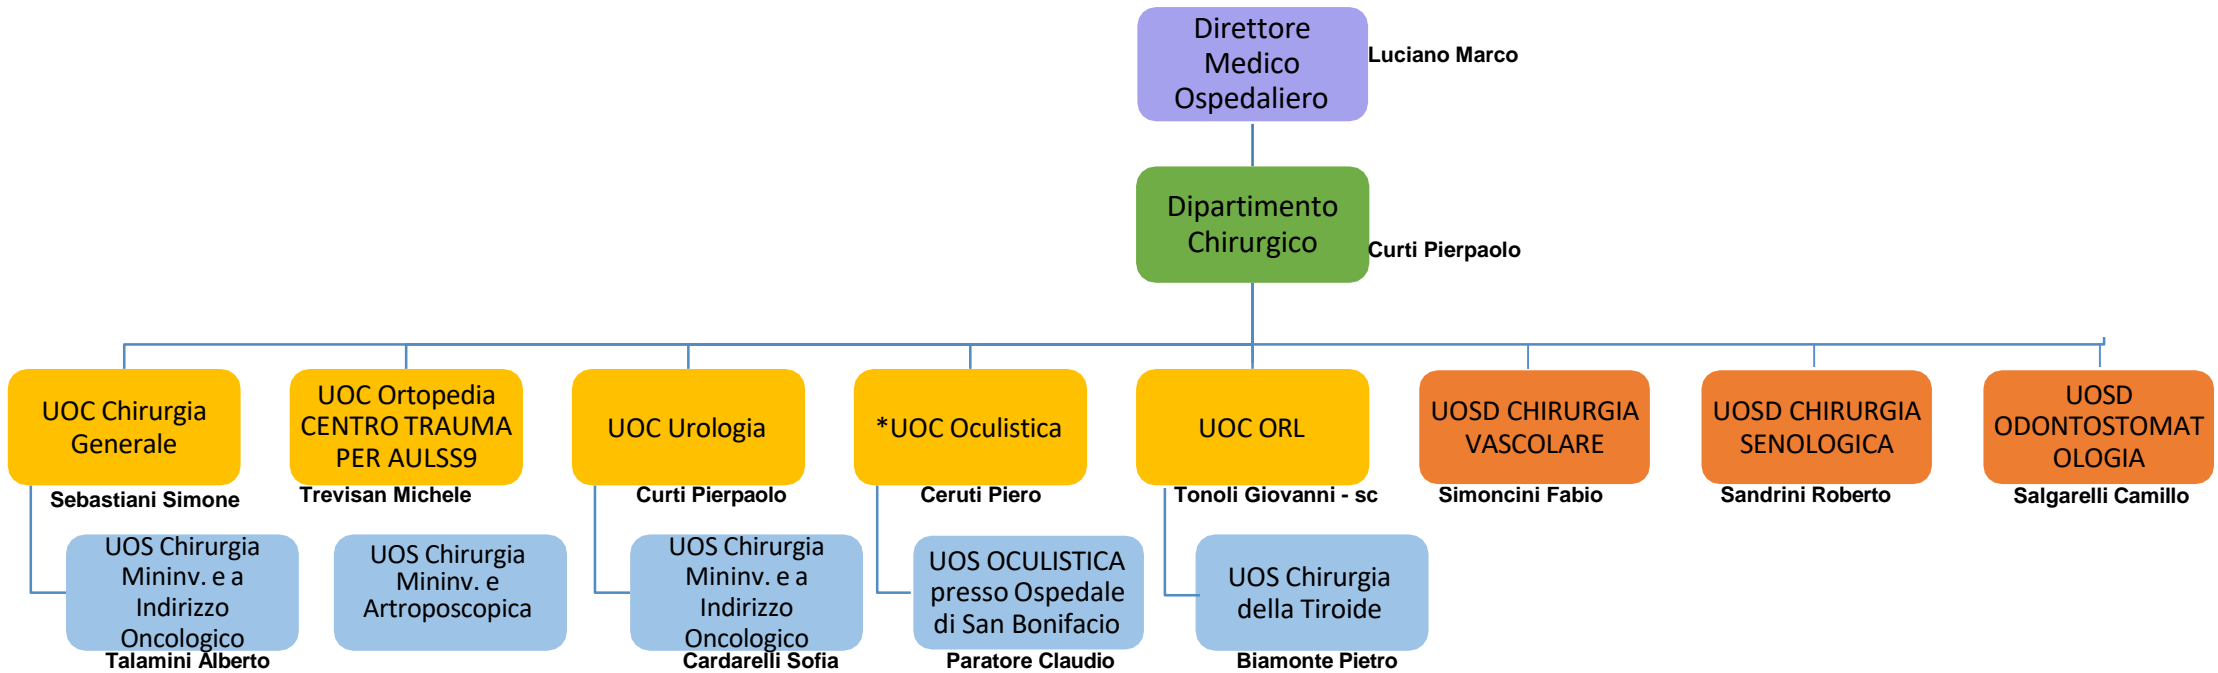 Direttore
Medico
Ospedaliero
Luciano Marco
Dipartimento
Chirurgico
Curti Pierpaolo
UOC Chirurgia
Generale
Sebastiani Simone
UOC Ortopedia
CENTRO TRAUMA
PER AULSS9
Trevisan Michele
UOC Urologia
Curti Pierpaolo
*UOC Oculistica
Ceruti Piero
UOC ORL
Tonoli Giovanni - sc
UOSD CHIRURGIA
VASCOLARE
Simoncini Fabio
UOSD CHIRURGIA
SENOLOGICA
Sandrini Roberto
UOSD
ODONTOSTOMAT
OLOGIA
Salgarelli Camillo
UOS Chirurgia
Mininv. e a
Indirizzo
Oncologico
Talamini Alberto
UOS Chirurgia
Mininv. e
Artroposcopica
UOS Chirurgia
Mininv. e a
Indirizzo
Oncologico
Cardarelli Sofia
UOS OCULISTICA
presso Ospedale
di San Bonifacio
Paratore Claudio
UOS Chirurgia
della Tiroide
Biamonte Pietro